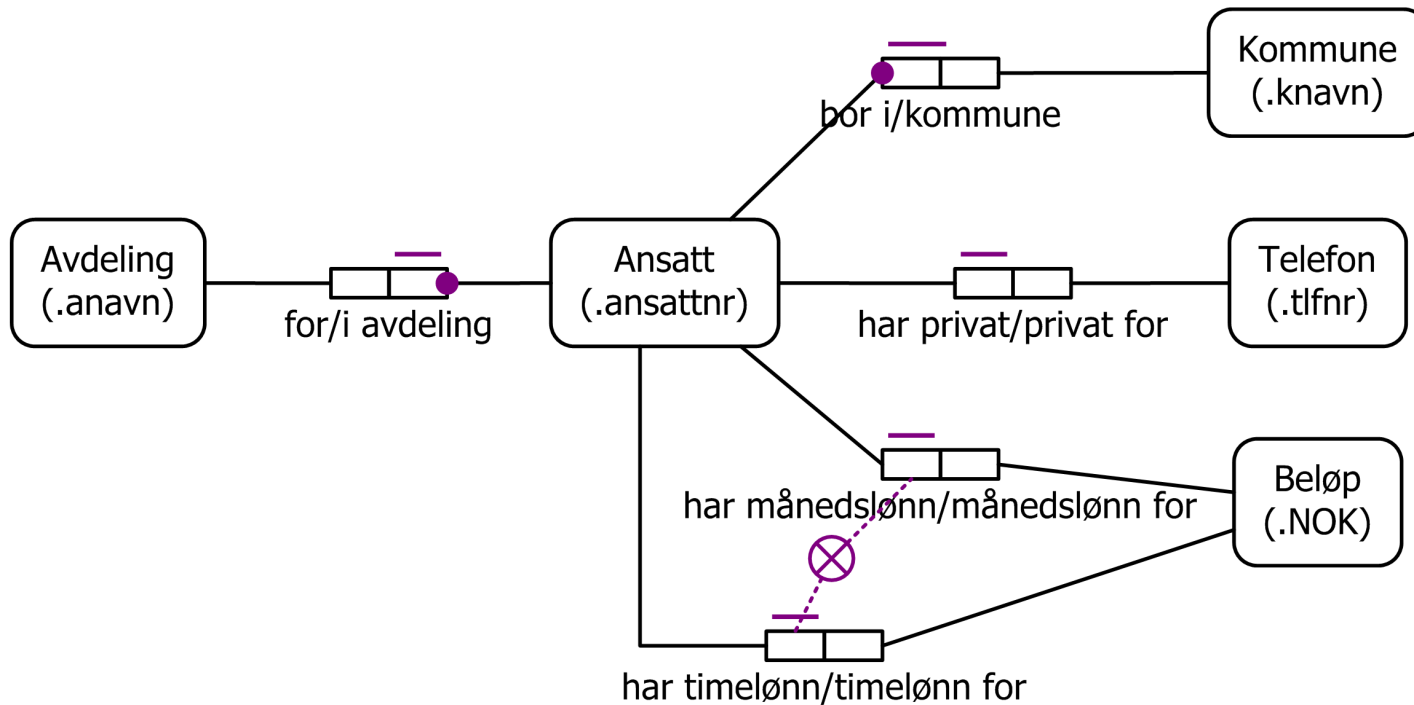 Kommune
(.knavn)
bor i/kommune
Avdeling
(.anavn)
for/i avdeling
Ansatt
(.ansattnr)
har privat/privat for
Telefon
(.tlfnr)
har månedslønn/månedslønn for
Beløp
(.NOK)
har timelønn/timelønn for